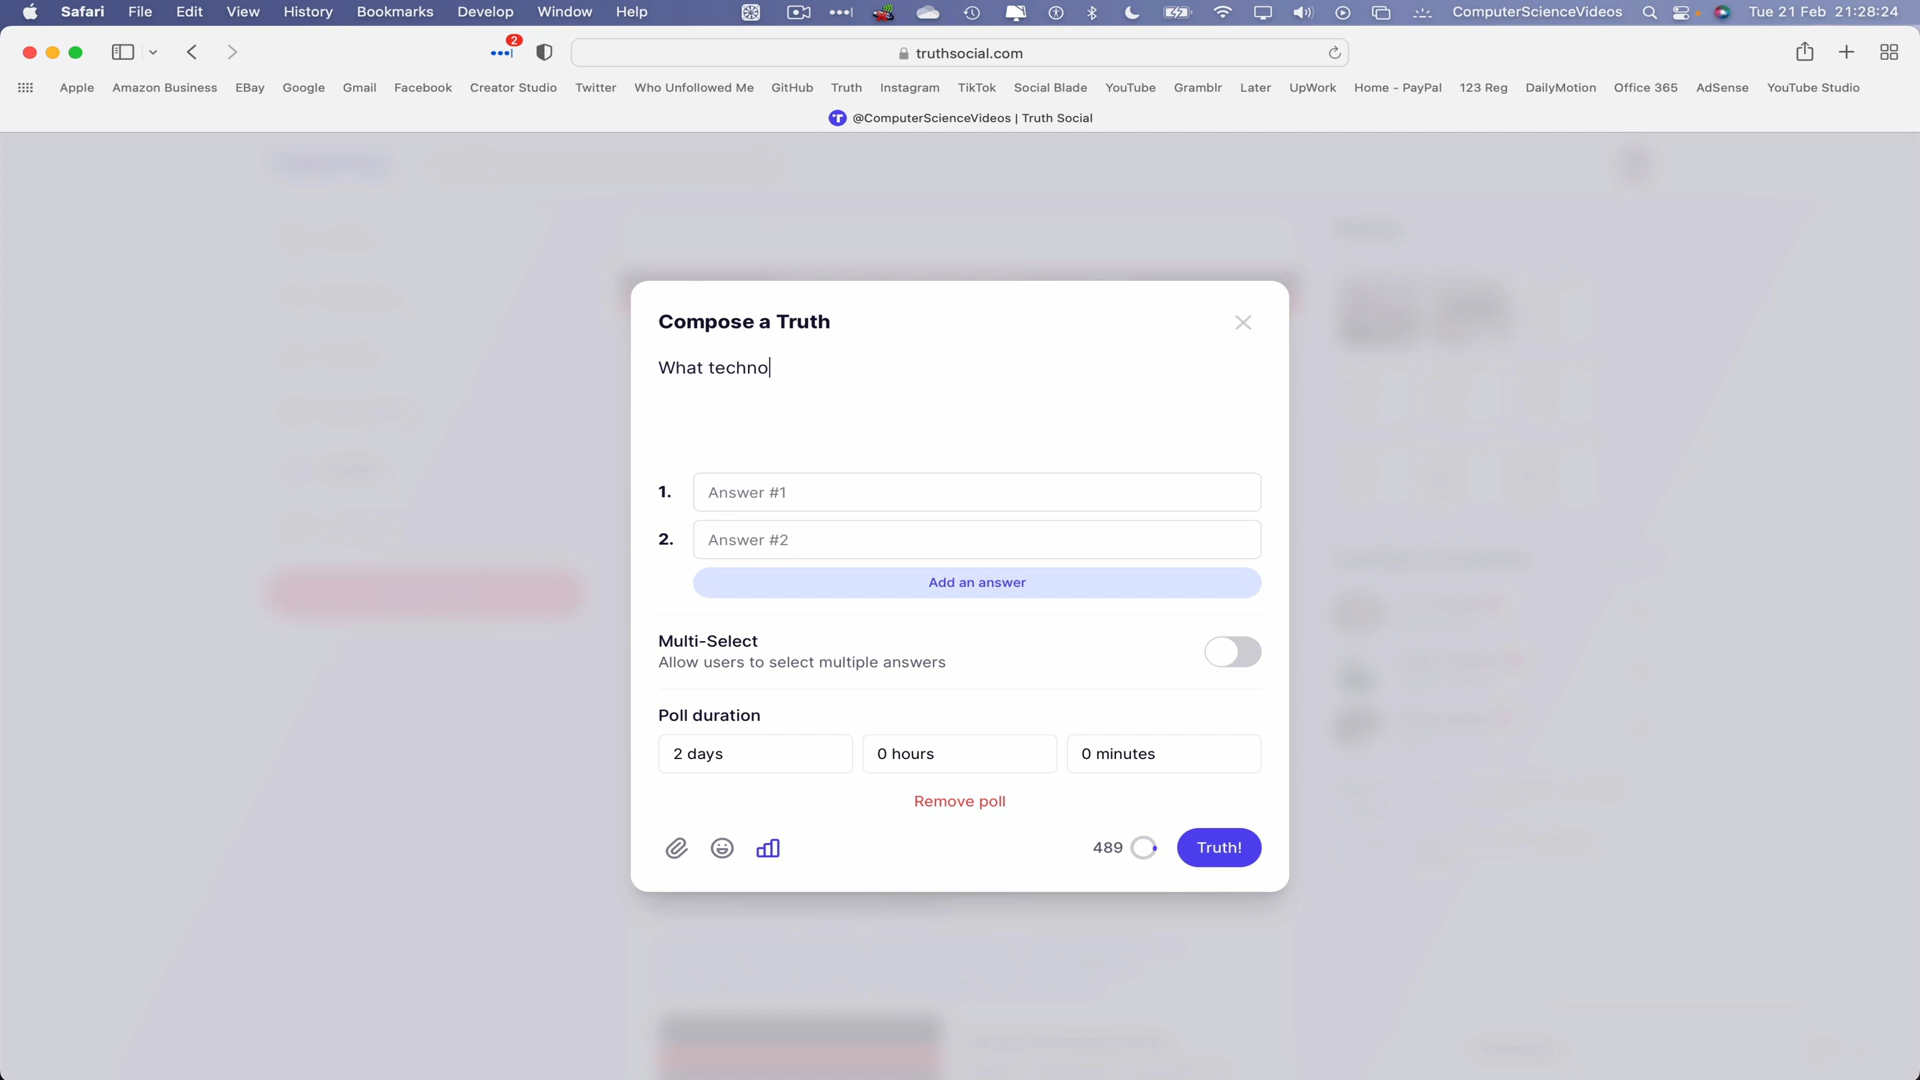 Safari File Edit View History Bookmarks Develop Window Help ComputerScienceVideos Tue 21 Feb 21:28:24
2
truthsocial.com
Apple Amazon Business EBay Google Gmail Facebook Creator Studio Twitter Who Unfollowed Me GitHub Truth Instagram TikTok Social Blade YouTube Gramblr Later UpWork Home - PayPal 123 Reg DailyMotion Office 365 AdSense YouTube Studio
T @ComputerScienceVideos | Truth Social
Compose a Truth
What techno
1. Answer #1
2. Answer #2
Add an answer
Multi-Select
Allow users to select multiple answers
Poll duration
2 days 0 hours 0 minutes
Remove poll
489 Truth!